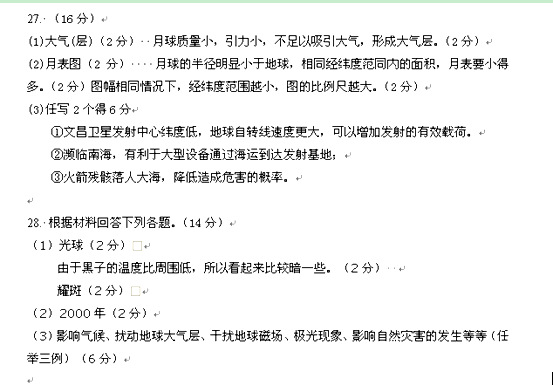 27.·（16 分）
(1)大气(层)（2 分）··月球质量小，引力小，不足以吸引大气，形成大气层。（2 分）
(2)月表图（2 分）····月球的半径明显小于地球，相同经纬度范围内的面积，月表要小得
多。（2 分）图幅相同情况下，经纬度范围越小，图的比例尺越大。（2 分）
(3)任写 2 个得 6 分
①文昌卫星发射中心纬度低，地球自转线速度更大，可以增加发射的有效载荷。
②濒临南海，有利于大型设备通过海运到达发射基地；
③火箭残骸落人大海，降低造成危害的概率。
28.·根据材料回答下列各题。（14 分）
（1）光球（2 分）
由于黑子的温度比周围低，所以看起来比较暗一些。（2 分）··
耀斑（2 分）
（2）2000 年（2 分）
（3）影响气候、扰动地球大气层、干扰地球磁场、极光现象、影响自然灾害的发生等等（任
举三例）（6 分）